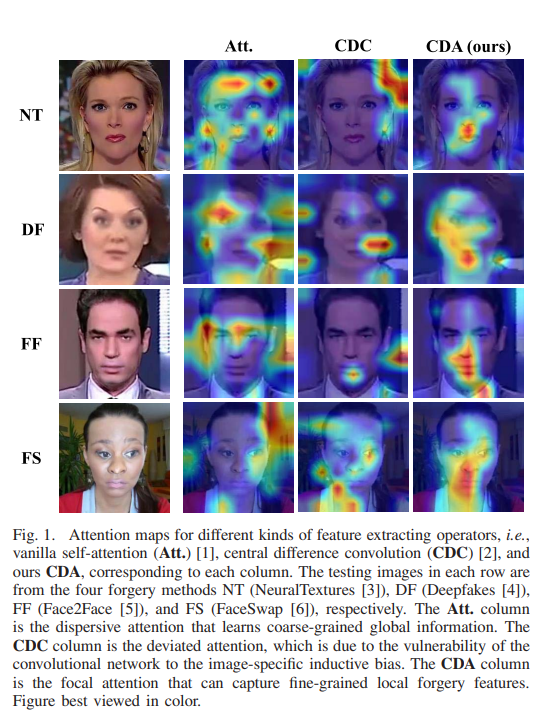 Att. CDC CDA (ours)
NT
DF
FF
FS
Fig. 1. Attention maps for different kinds of feature extracting operators, i.e.,
vanilla self-attention (Att.) [1], central difference convolution (CDC) [2], and
ours CDA, corresponding to each column. The testing images in each row are
from the four forgery methods NT (NeuralTextures [3]), DF (Deepfakes [4]),
FF (Face2Face [5]), and FS (FaceSwap [6]), respectively. The Att. column
is the dispersive attention that learns coarse-grained global information. The
CDC column is the deviated attention, which is due to the vulnerability of the
convolutional network to the image-specific inductive bias. The CDA column
is the focal attention that can capture fine-grained local forgery features.
Figure best viewed in color.